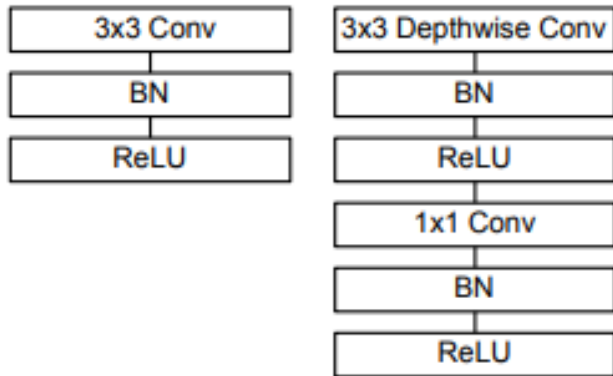 3x3 Conv
BN
ReLU
3x3 Depthwise Conv
BN
ReLU
1x1 Conv
BN
ReLU